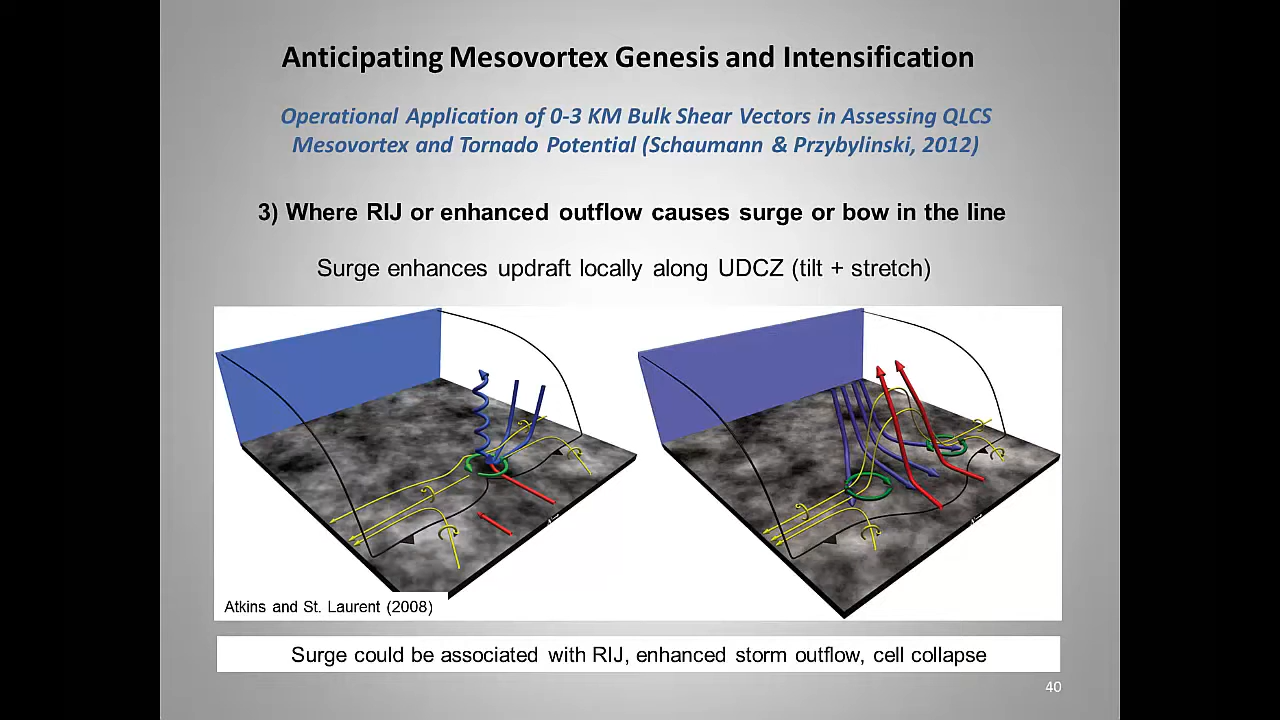 Anticipating Mesovortex Genesis and Intensification
Operational Application of 0-3 KM Bulk Shear Vectors in Assessing QLCS
Mesovortex and Tornado Potential (Schaumann & Przybylinski, 2012)
3) Where RIJ or enhanced outflow causes surge or bow in the line
Surge enhances updraft locally along UDCZ (tilt + stretch)
Atkins and St. Laurent (2008)
Surge could be associated with RIJ, enhanced storm outflow, cell collapse
40